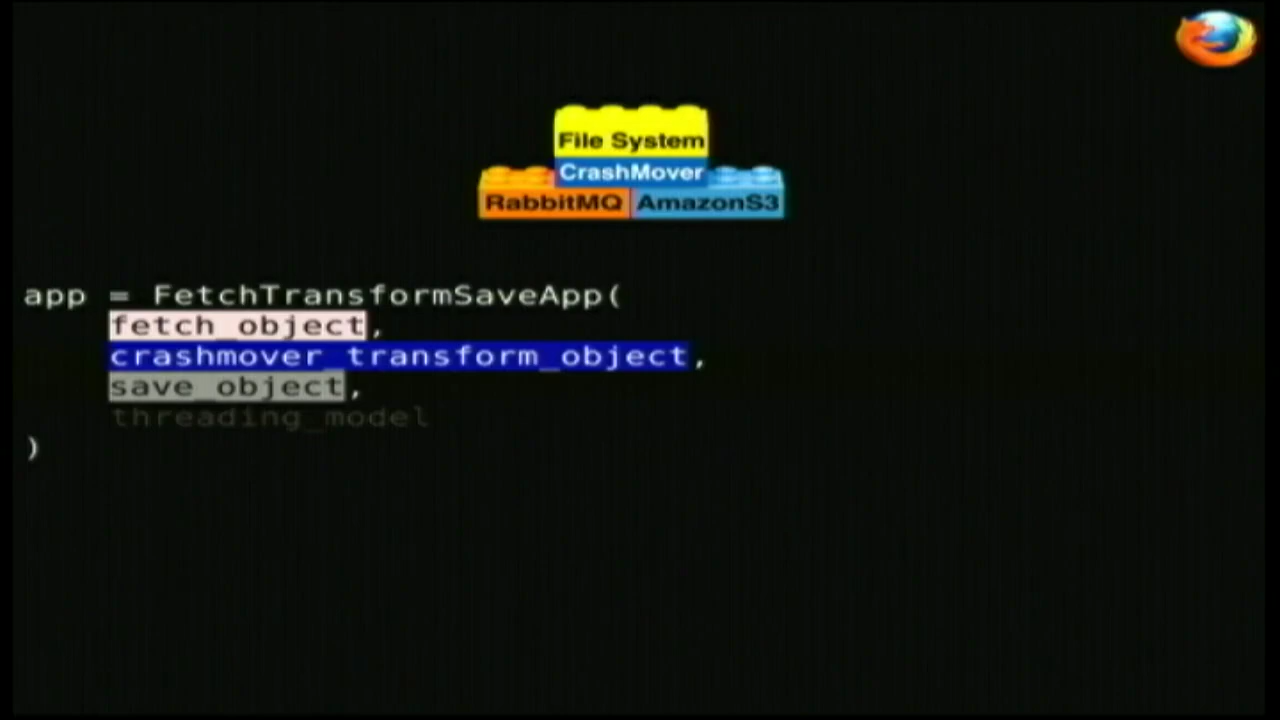 File System
CrashMover
RabbitMQ AmazonS3
app = FetchTransformSaveApp(
fetch_object,
crashmover_transform_object,
save_object,
threading_model
)